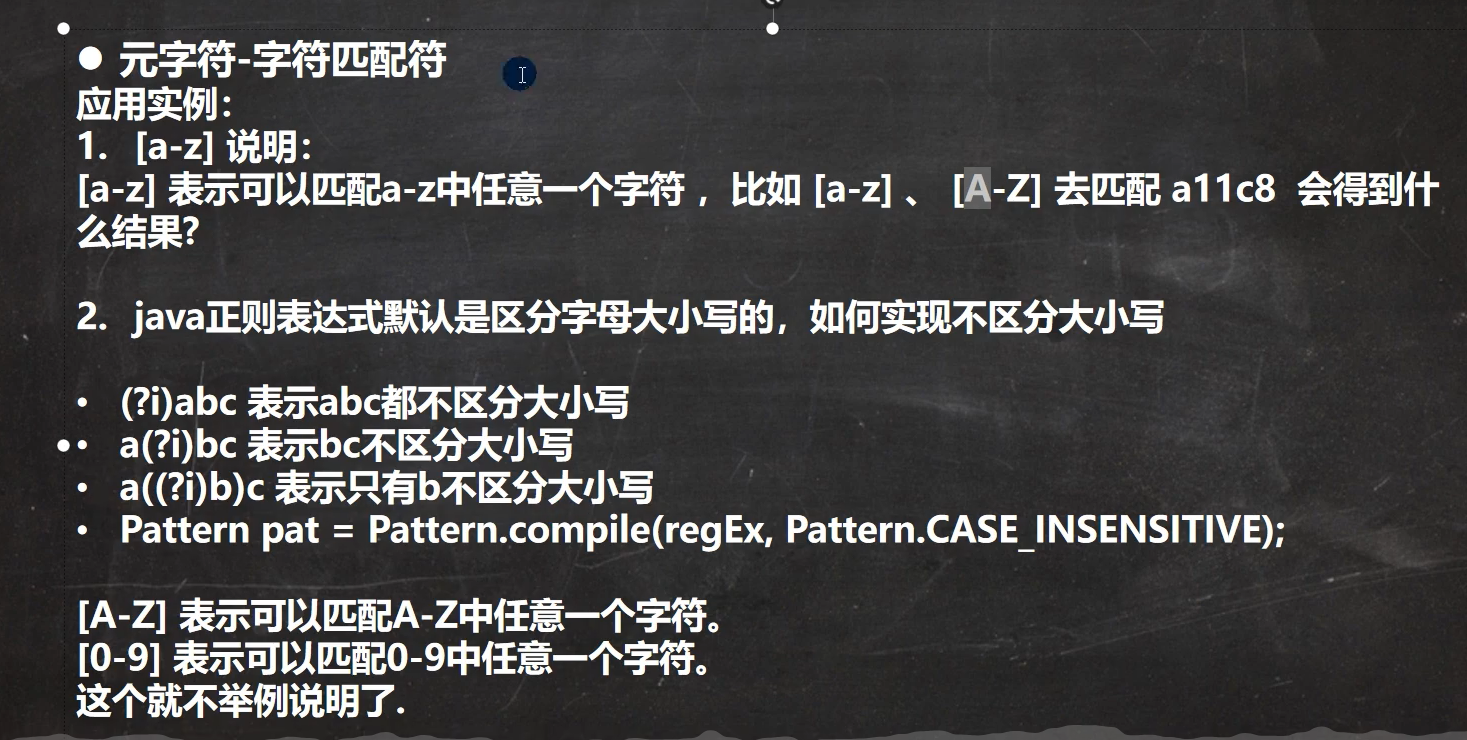 ● 元字符-字符匹配符
应用实例：
1. [a-z] 说明：
[a-z] 表示可以匹配a-z中任意一个字符 ，比如 [a-z] 、 [A-Z] 去匹配 a11c8 会得到什
么结果?
2. java正则表达式默认是区分字母大小写的，如何实现不区分大小写
• (?i)abc 表示abc都不区分大小写
• a(?i)bc 表示bc不区分大小写
• a((?i)b)c 表示只有b不区分大小写
• Pattern pat = Pattern.compile(regEx, Pattern.CASE_INSENSITIVE);
[A-Z] 表示可以匹配A-Z中任意一个字符。
[0-9] 表示可以匹配0-9中任意一个字符。
这个就不举例说明了.